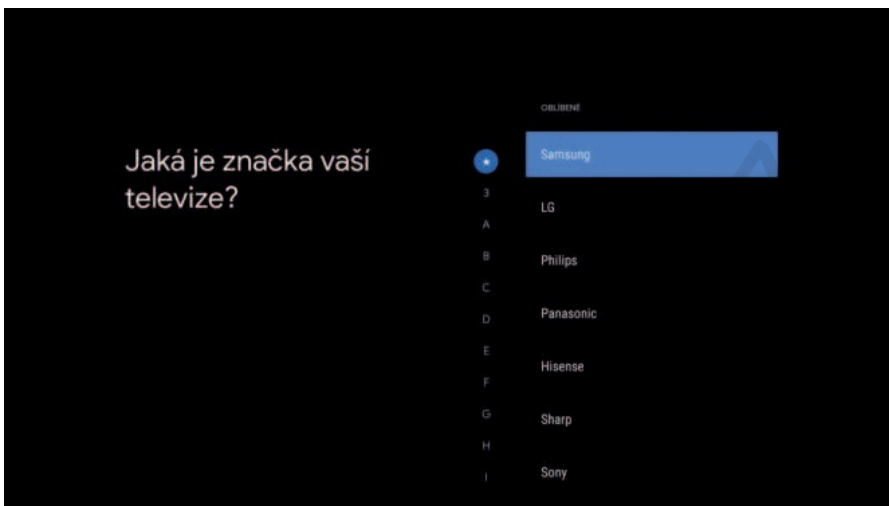 Jaká je značka vaší
televize?
★
3
A
B
C
D
E
F
G
H
I
OBLÍBENÉ
Samsung
LG
Philips
Panasonic
Hisense
Sharp
Sony